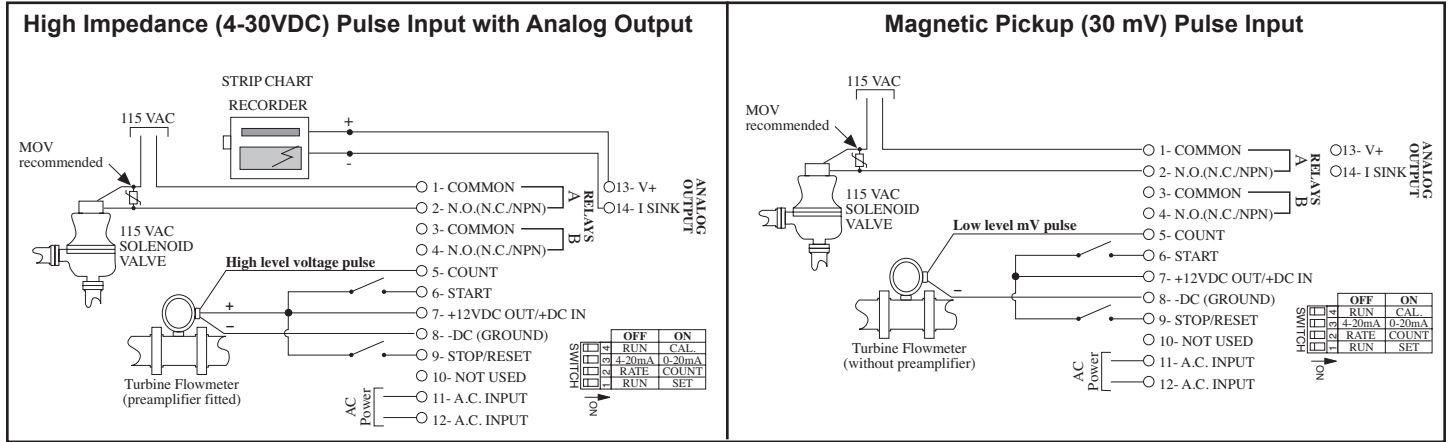 High Impedance (4-30VDC) Pulse Input with Analog Output
STRIP CHART
RECORDER
115 VAC
MOV
recommended
+
-
1- COMMON
2- N.O.(N.C./NPN)
3- COMMON
4- N.O.(N.C./NPN)
A
B
RELAYS
13- V+
14- I SINK
ANALOG
OUTPUT
115 VAC
SOLENOID
VALVE
High level voltage pulse
5- COUNT
6- START
+
7- +12VDC OUT/+DC IN
–
8- -DC (GROUND)
9- STOP/RESET
10- NOT USED
11- A.C. INPUT
12- A.C. INPUT
Turbine Flowmeter
(preamplifier fitted)
AC
Power
SWITCH
OFF ON
4 RUN CAL.
3 4-20mA 0-20mA
2 RATE COUNT
1 RUN SET
ON
Magnetic Pickup (30 mV) Pulse Input
115 VAC
MOV
recommended
1- COMMON
2- N.O.(N.C./NPN)
3- COMMON
4- N.O.(N.C./NPN)
A
B
RELAYS
13- V+
14- I SINK
ANALOG
OUTPUT
115 VAC
SOLENOID
VALVE
Low level mV pulse
5- COUNT
6- START
7- +12VDC OUT/+DC IN
–
8- -DC (GROUND)
9- STOP/RESET
10- NOT USED
11- A.C. INPUT
12- A.C. INPUT
Turbine Flowmeter
(without preamplifier)
AC
Power
SWITCH
OFF ON
4 RUN CAL.
3 4-20mA 0-20mA
2 RATE COUNT
1 RUN SET
ON